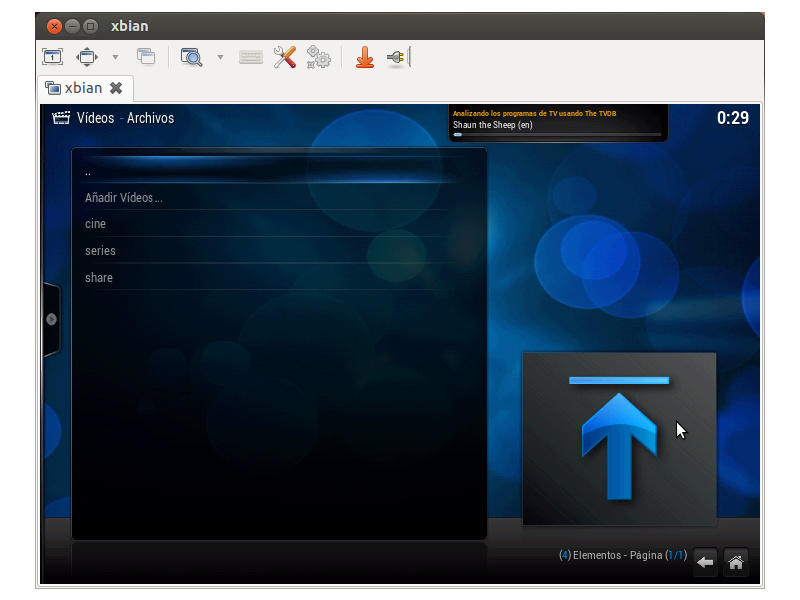 xbian
1
xbian
Vídeos - Archivos
Analizando los programas de TV usando The TVDB
Shaun the Sheep (en)
0:29
..
Añadir Vídeos ...
cine
series
share
(4) Elementos - Página (1/1)